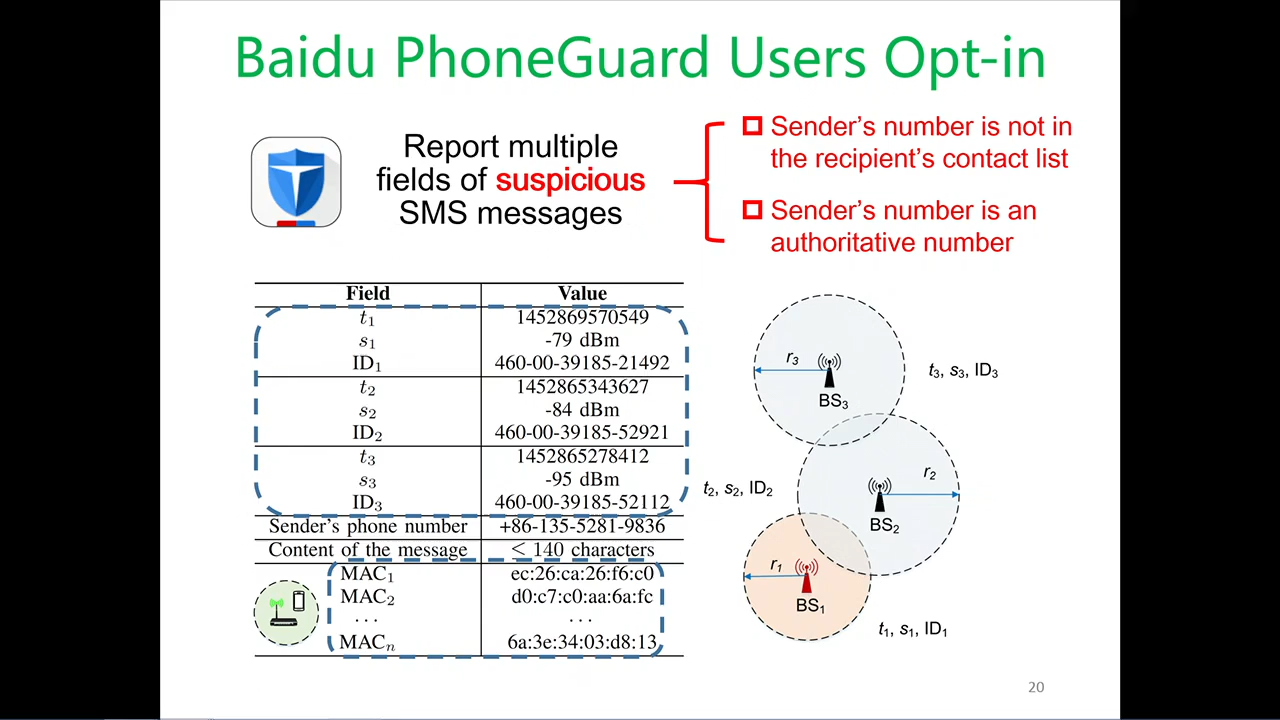 Baidu PhoneGuard Users Opt-in
Report multiple
fields of suspicious
SMS messages
Sender's number is not in
the recipient's contact list
Sender's number is an
authoritative number
Field Value
t₁ 1452869570549
s₁ -79 dBm
ID₁ 460-00-39185-21492
t₂ 1452865343627
s₂ -84 dBm
ID₂ 460-00-39185-52921
t₃ 1452865278412
s₃ -95 dBm
ID₃ 460-00-39185-52112
Sender's phone number +86-135-5281-9836
Content of the message ≤ 140 characters
MAC₁ ec:26:ca:26:f6:c0
MAC₂ d0:c7:c0:aa:6a:fc
... ...
MACₙ 6a:3e:34:03:d8:13
r₃
BS₃
t₃, s₃, ID₃
r₂
BS₂
t₂, s₂, ID₂
r₁
BS₁
t₁, s₁, ID₁
20